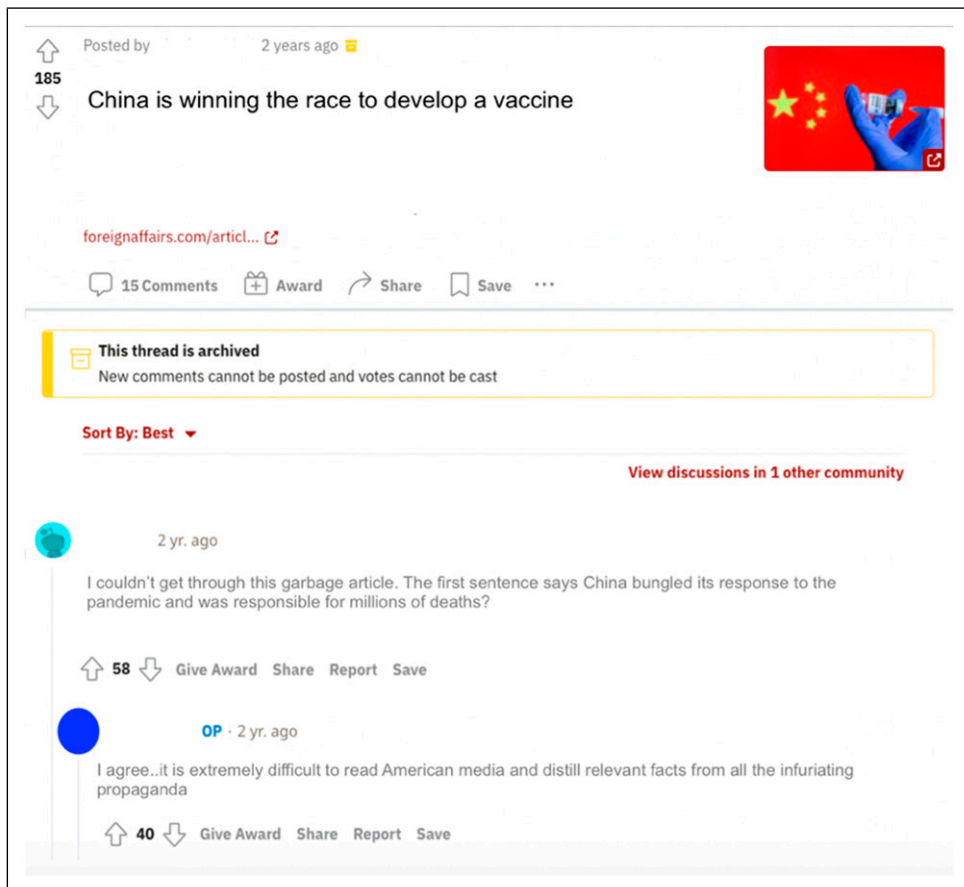 Posted by 2 years ago
185
China is winning the race to develop a vaccine
foreignaffairs.com/articl...
15 Comments Award Share Save ...
This thread is archived
New comments cannot be posted and votes cannot be cast
Sort By: Best
View discussions in 1 other community
2 yr. ago
I couldn't get through this garbage article. The first sentence says China bungled its response to the
pandemic and was responsible for millions of deaths?
58 Give Award Share Report Save
OP · 2 yr. ago
I agree..it is extremely difficult to read American media and distill relevant facts from all the infuriating
propaganda
40 Give Award Share Report Save